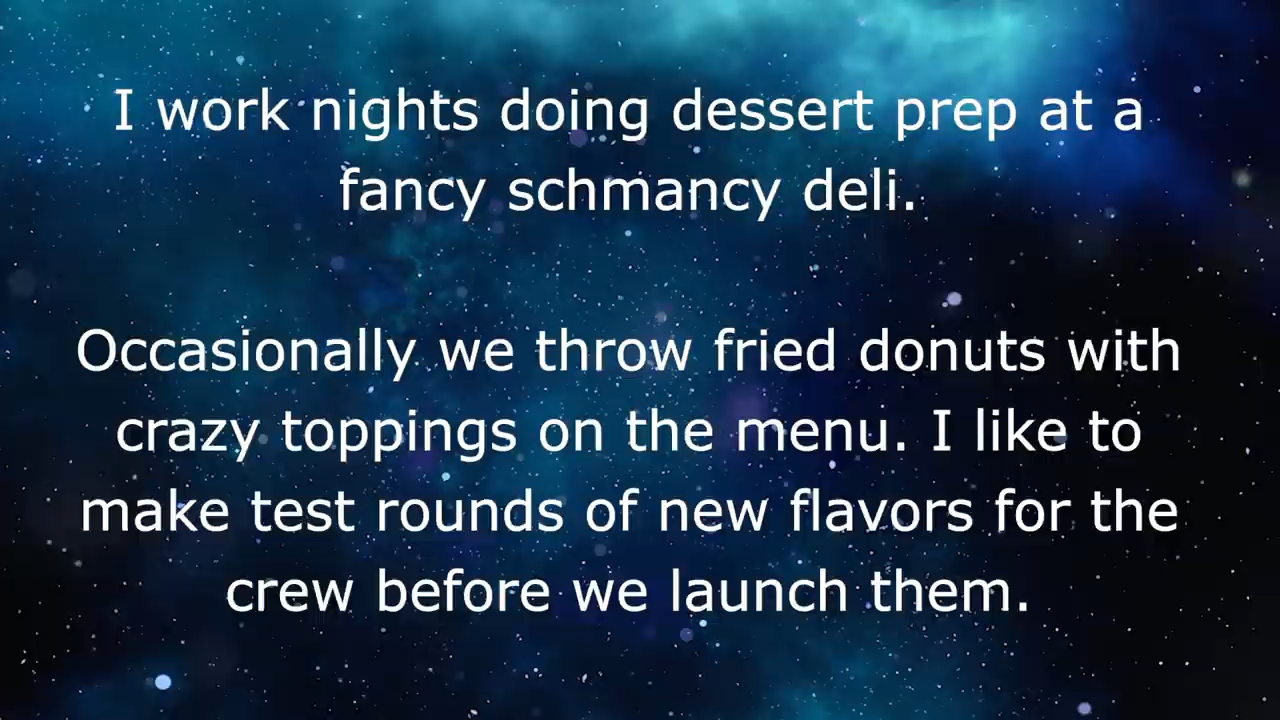 I work nights doing dessert prep at a
fancy schmancy deli.
Occasionally we throw fried donuts with
crazy toppings on the menu. I like to
make test rounds of new flavors for the
crew before we launch them.